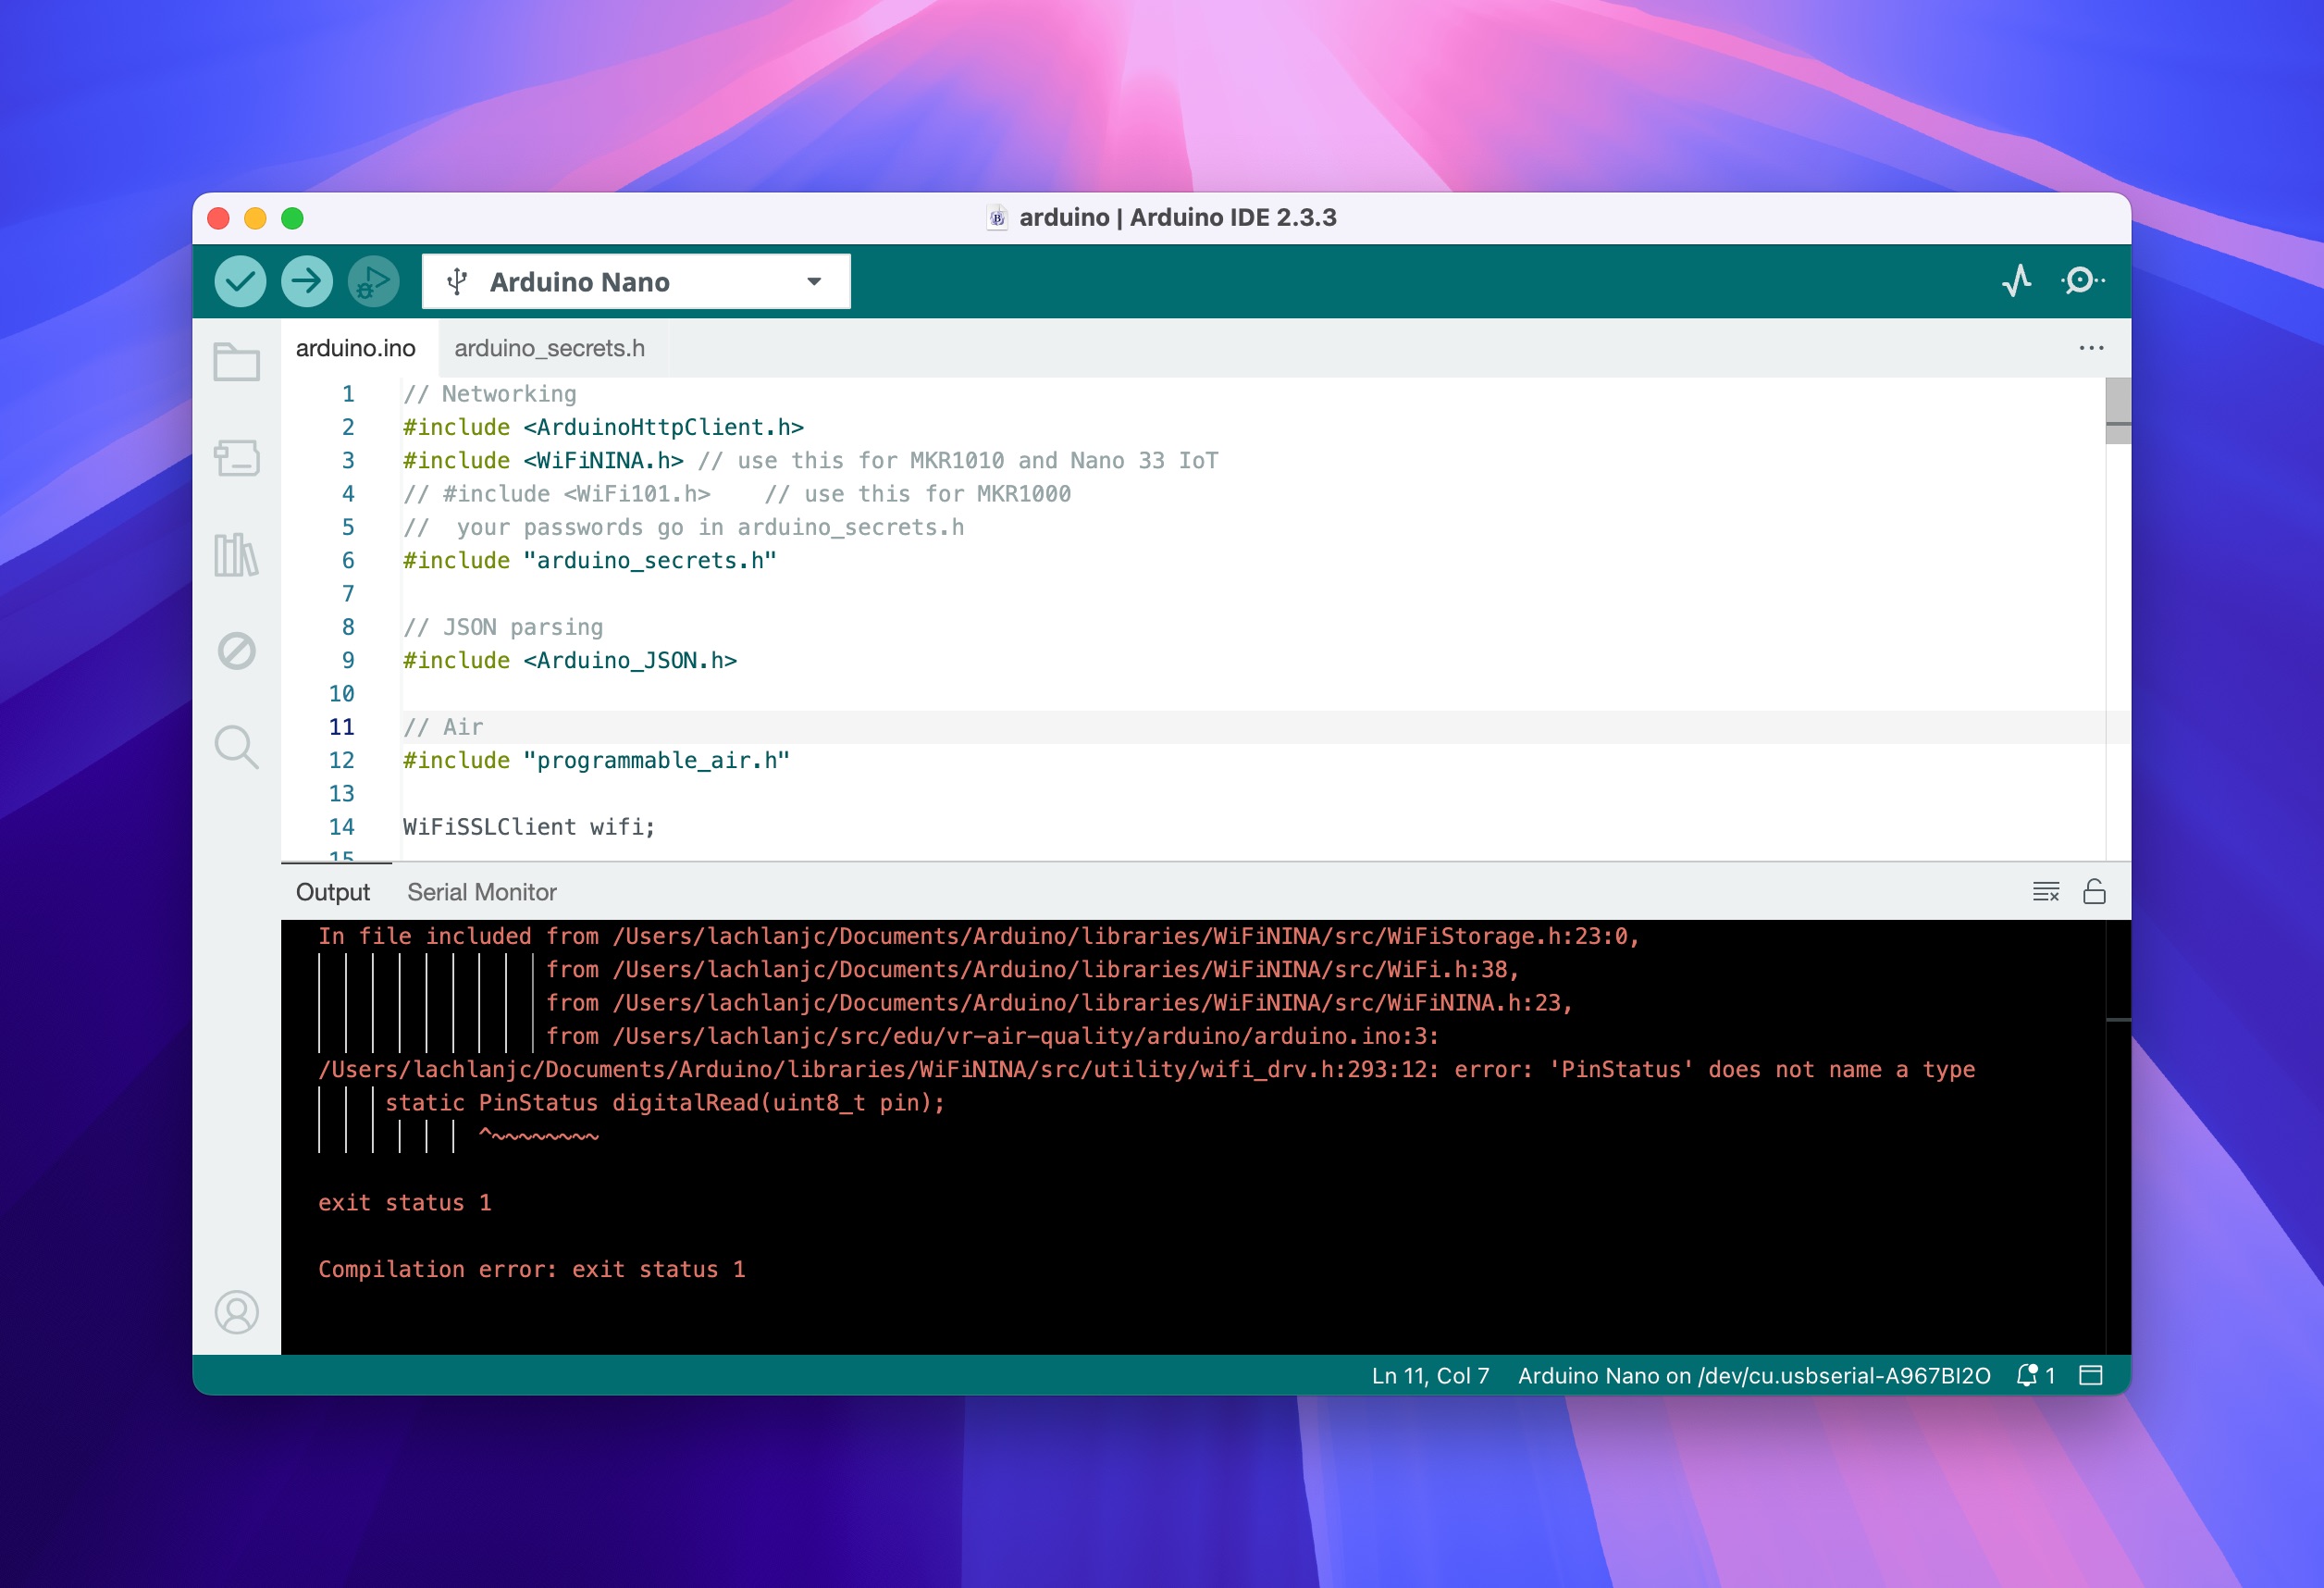 arduino | Arduino IDE 2.3.3
Arduino Nano
arduino.ino
arduino_secrets.h
1 // Networking
2 #include <ArduinoHttpClient.h>
3 #include <WiFiNINA.h> // use this for MKR1010 and Nano 33 IoT
4 // #include <WiFi101.h>    // use this for MKR1000
5 //  your passwords go in arduino_secrets.h
6 #include "arduino_secrets.h"
7
8 // JSON parsing
9 #include <Arduino_JSON.h>
10
11 // Air
12 #include "programmable_air.h"
13
14 WiFiSSLClient wifi;
15
Output
Serial Monitor
In file included from /Users/lachlanjc/Documents/Arduino/libraries/WiFiNINA/src/WiFiStorage.h:23:0,
from /Users/lachlanjc/Documents/Arduino/libraries/WiFiNINA/src/WiFi.h:38,
from /Users/lachlanjc/Documents/Arduino/libraries/WiFiNINA/src/WiFiNINA.h:23,
from /Users/lachlanjc/src/edu/vr-air-quality/arduino/arduino.ino:3:
/Users/lachlanjc/Documents/Arduino/libraries/WiFiNINA/src/utility/wifi_drv.h:293:12: error: 'PinStatus' does not name a type
static PinStatus digitalRead(uint8_t pin);
^~~~~~~~~
exit status 1
Compilation error: exit status 1
Ln 11, Col 7
Arduino Nano on /dev/cu.usbserial-A967BI2O
1